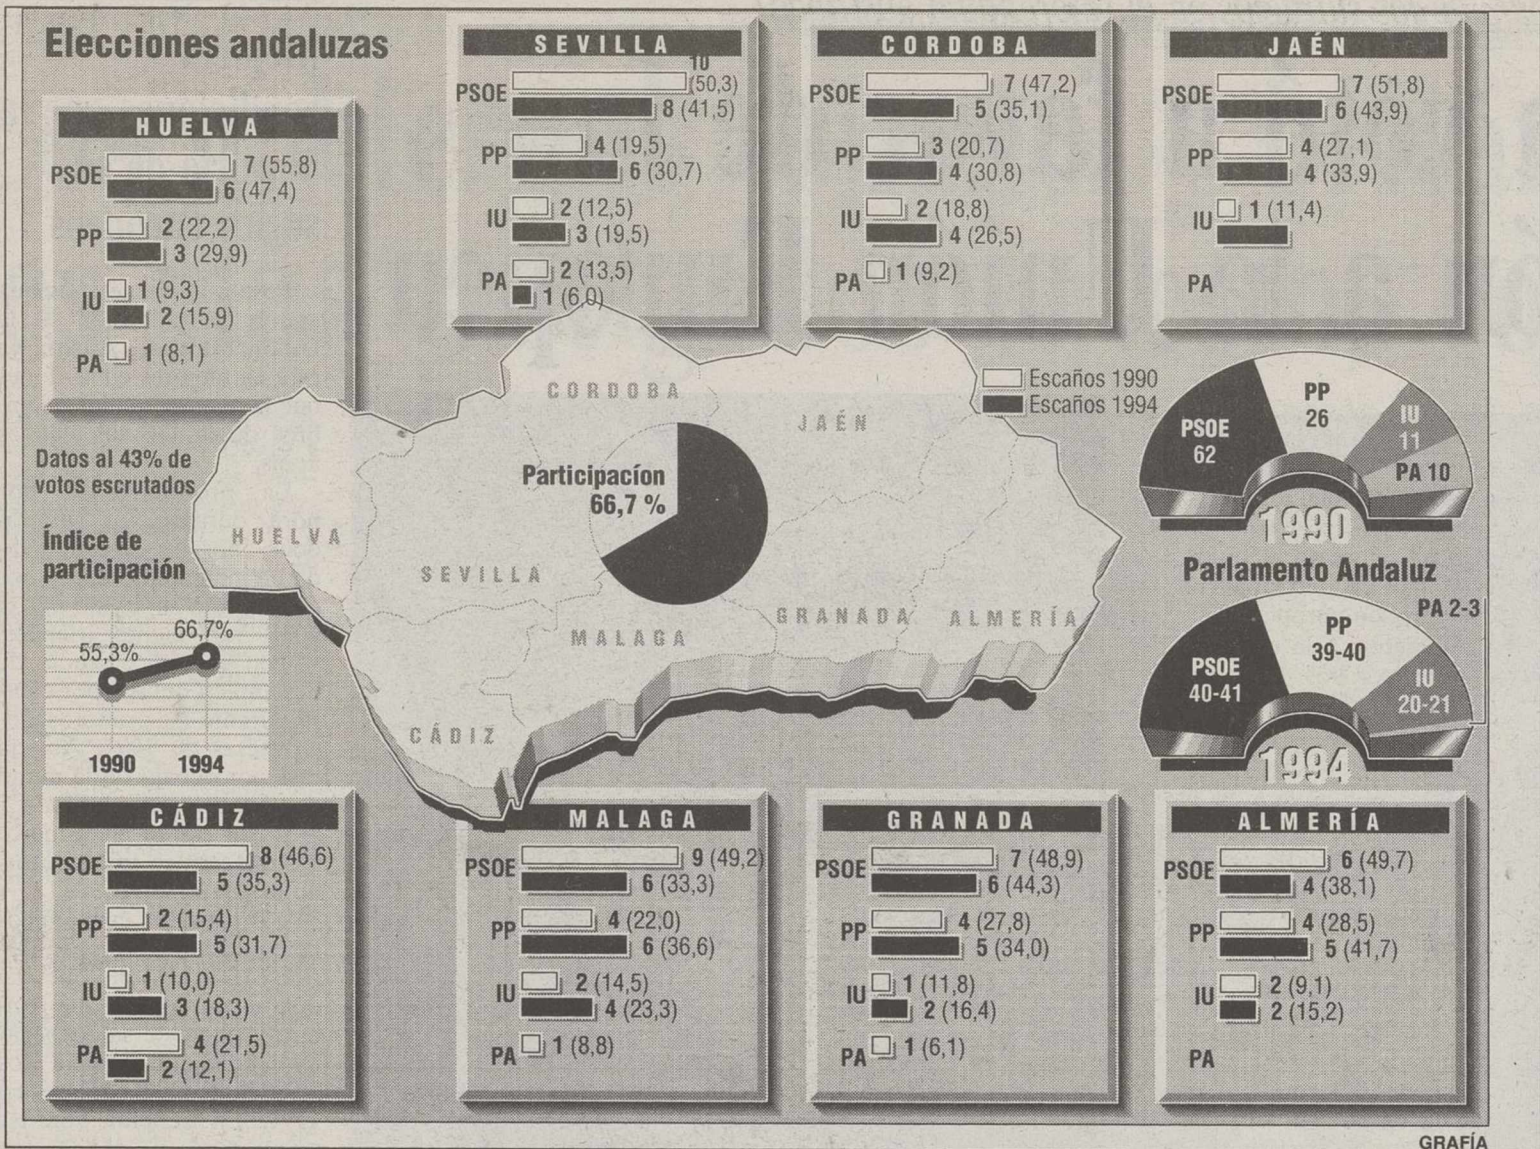 Elecciones andaluzas
HUELVA
PSOE
7 (55,8)
6 (47,4)
PP
2 (22,2)
3 (29,9)
IU
1 (9,3)
2 (15,9)
PA
1 (8,1)
SEVILLA
PSOE
10
(50,3)
8 (41,5)
PP
4 (19,5)
6 (30,7)
IU
2 (12,5)
3 (19,5)
PA
2 (13,5)
1 (6,0)
CORDOBA
PSOE
7 (47,2)
5 (35,1)
PP
3 (20,7)
4 (30,8)
IU
2 (18,8)
4 (26,5)
PA
1 (9,2)
JAÉN
PSOE
7 (51,8)
6 (43,9)
PP
4 (27,1)
4 (33,9)
IU
1 (11,4)
PA
Datos al 43% de
votos escrutados
Índice de
participación
55,3%
66,7%
1990 1994
CORDOBA
JAÉN
HUELVA
SEVILLA
MALAGA
GRANADA
ALMERÍA
CÁDIZ
Participacíon
66,7 %
Escaños 1990
Escaños 1994
PSOE
62
PP
26
IU
11
PA 10
1990
Parlamento Andaluz
PSOE
40-41
PP
39-40
IU
20-21
PA 2-3
1994
CÁDIZ
PSOE
8 (46,6)
5 (35,3)
PP
2 (15,4)
5 (31,7)
IU
1 (10,0)
3 (18,3)
PA
4 (21,5)
2 (12,1)
MALAGA
PSOE
9 (49,2)
6 (33,3)
PP
4 (22,0)
6 (36,6)
IU
2 (14,5)
4 (23,3)
PA
1 (8,8)
GRANADA
PSOE
7 (48,9)
6 (44,3)
PP
4 (27,8)
5 (34,0)
IU
1 (11,8)
2 (16,4)
PA
1 (6,1)
ALMERÍA
PSOE
6 (49,7)
4 (38,1)
PP
4 (28,5)
5 (41,7)
IU
2 (9,1)
2 (15,2)
PA
GRAFÍA